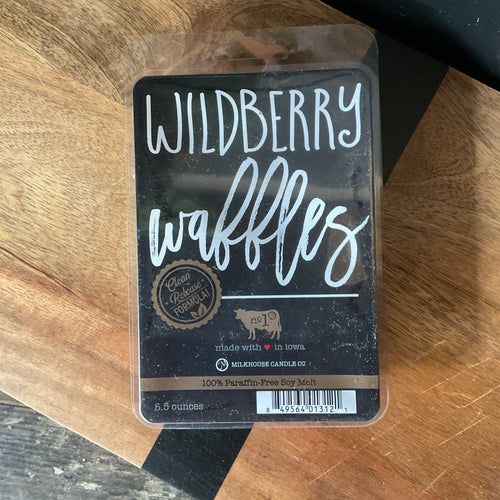 WILDBERRY
waffles
Clean
Release
FORMULA!
no 1
made with ♥ in iowa
MILKHOUSE CANDLE CO
100% Paraffin-Free Soy Melt
5.5 ounces
8 49564 01312 1